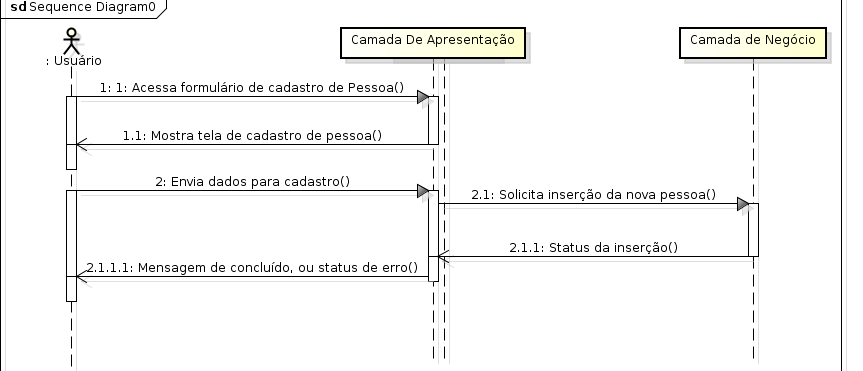 sd Sequence Diagram0
: Usuário
Camada De Apresentação
Camada de Negócio
1: 1: Acessa formulário de cadastro de Pessoa()
1.1: Mostra tela de cadastro de pessoa()
2: Envia dados para cadastro()
2.1: Solicita inserção da nova pessoa()
2.1.1: Status da inserção()
2.1.1.1: Mensagem de concluído, ou status de erro()